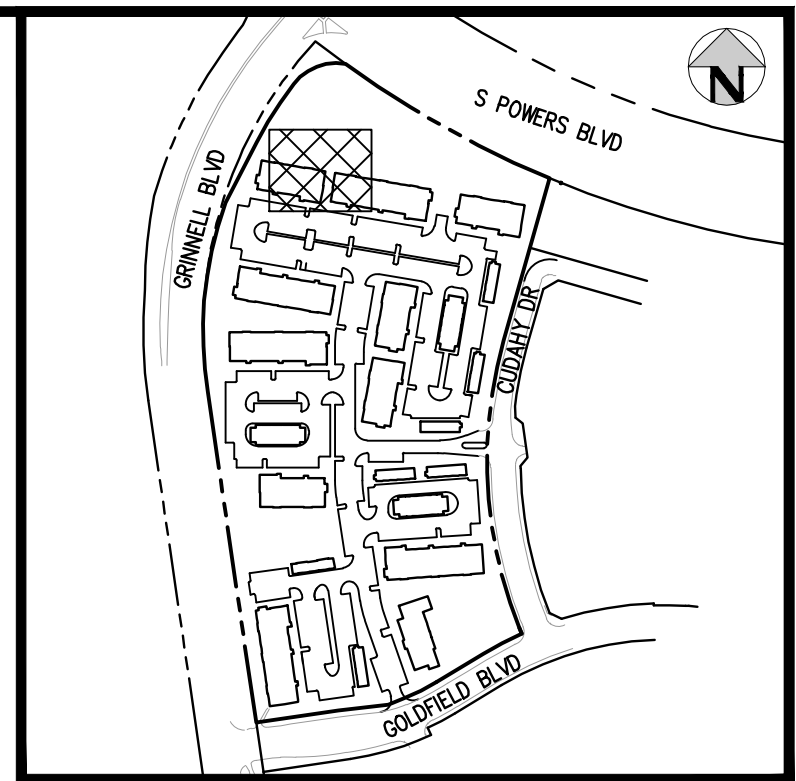 N
S POWERS BLVD
GRINNELL BLVD
CUDAHY DR
GOLDFIELD BLVD